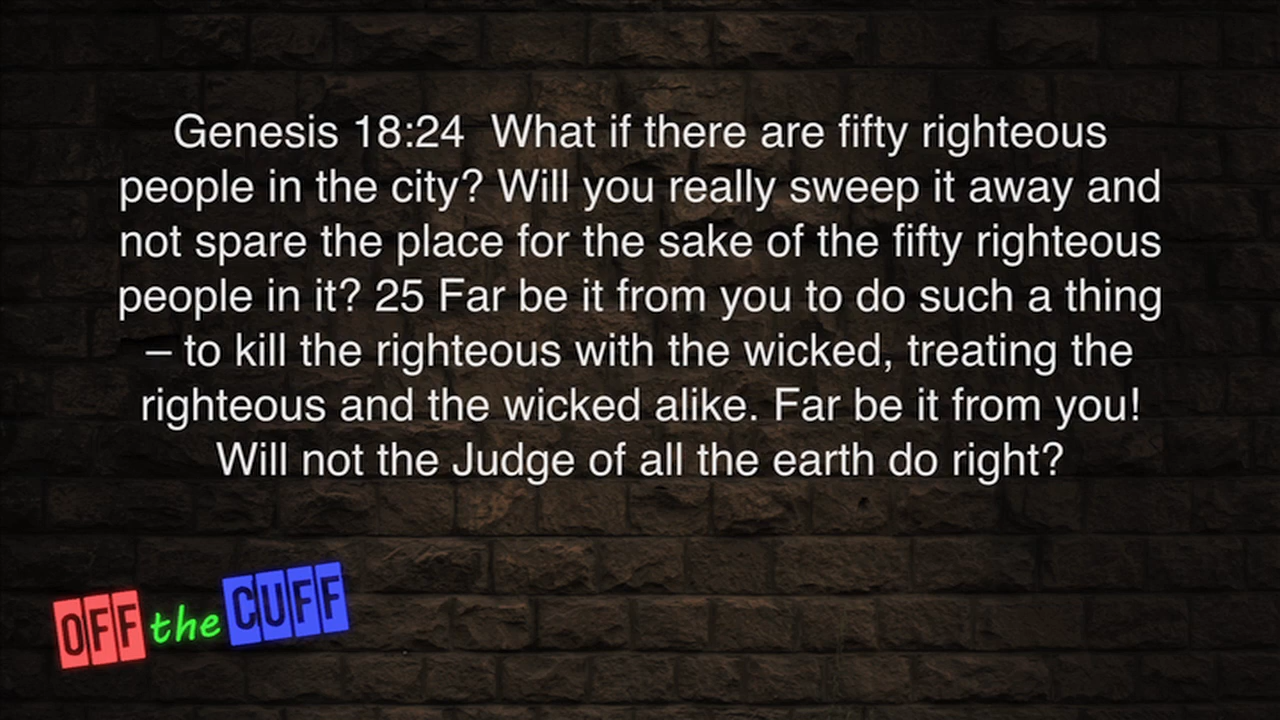 Genesis 18:24  What if there are fifty righteous
people in the city? Will you really sweep it away and
not spare the place for the sake of the fifty righteous
people in it? 25 Far be it from you to do such a thing
– to kill the righteous with the wicked, treating the
righteous and the wicked alike. Far be it from you!
Will not the Judge of all the earth do right?
OFF the CUFF